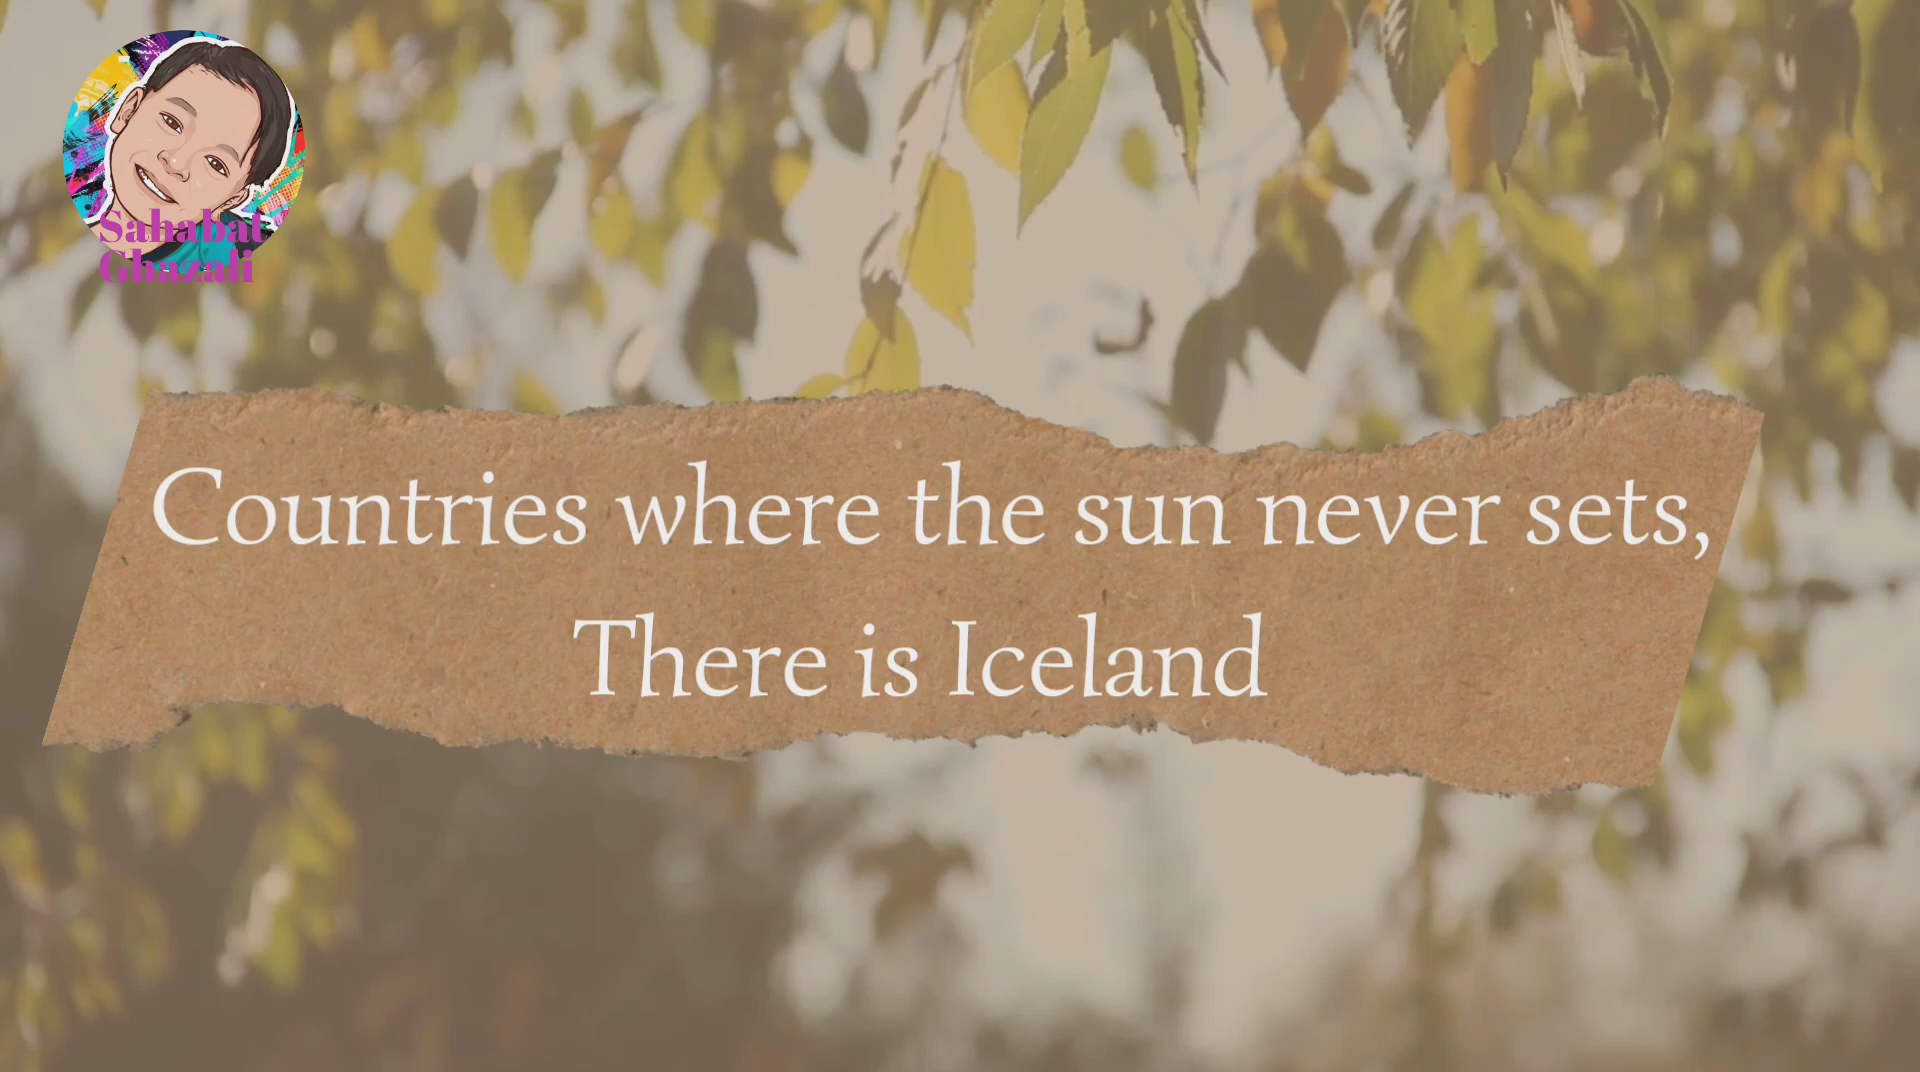 Sahabat
Ghazali
Countries where the sun never sets,
There is Iceland